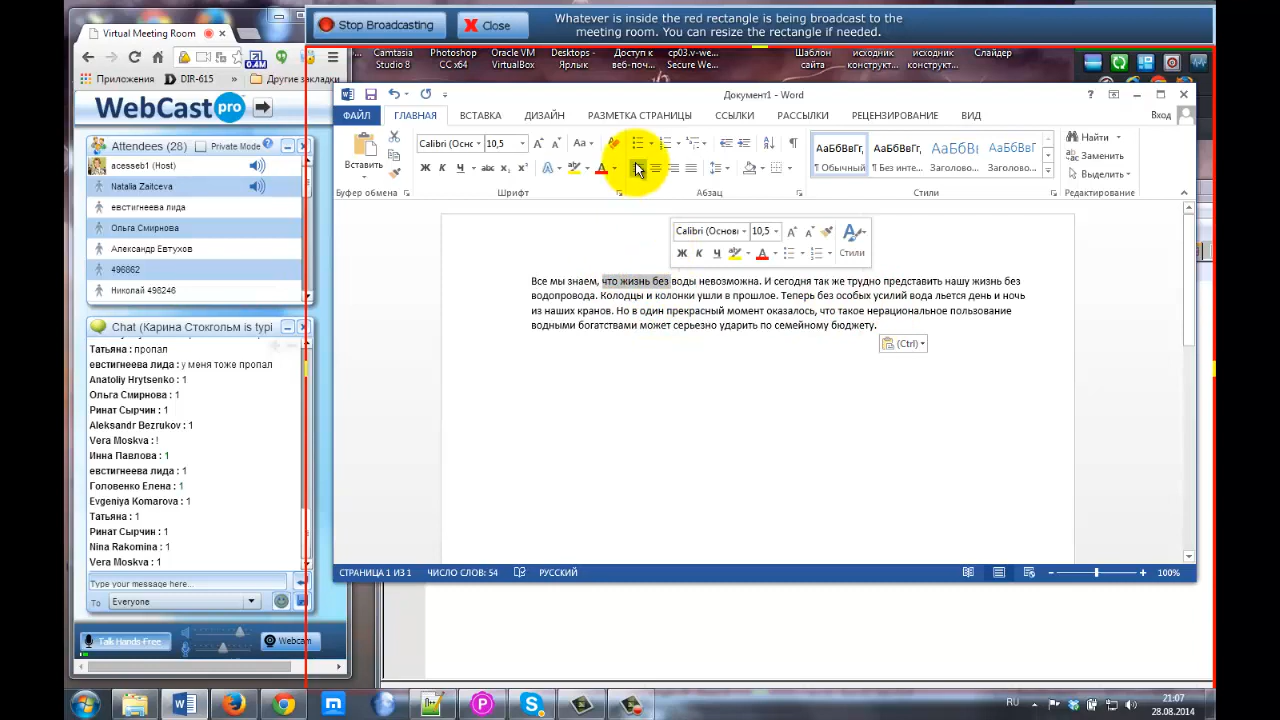 Stop Broadcasting
Close
Whatever is inside the red rectangle is being broadcast to the
meeting room. You can resize the rectangle if needed.
Virtual Meeting Room
Приложения
DIR-615
Другие закладки
Camtasia
Studio 8
Photoshop
CC x64
Oracle VM
VirtualBox
Desktops -
Ярлык
Доступ к
веб-поч...
cp03.v-we...
Secure We...
Шаблон
сайта
исходник
конструкт...
исходник
конструкт...
Слайдер
WebCast pro
Attendees (28)
Private Mode
acesseb1 (Host)
Natalia Zaitceva
евстигнеева лида
Ольга Смирнова
Александр Евтухов
496862
Николай 498216
Chat (Карина Стокгольм is typi
Татьяна : пропал
евстигнеева лида : у меня тоже пропал
Anatoliy Hrytsenko : 1
Ольга Смирнова : 1
Ринат Сырчин : 1
Aleksandr Bezrukov : 1
Vera Moskva : !
Инна Павлова : 1
евстигнеева лида : 1
Головенко Елена : 1
Evgeniya Komarova : 1
Татьяна : 1
Ринат Сырчин : 1
Nina Rakomina : 1
Vera Moskva : 1
Type your message here...
To
Everyone
Talk Hands-Free
Webcam
Документ1 - Word
ФАЙЛ
ГЛАВНАЯ
ВСТАВКА
ДИЗАЙН
РАЗМЕТКА СТРАНИЦЫ
ССЫЛКИ
РАССЫЛКИ
РЕЦЕНЗИРОВАНИЕ
ВИД
Вход
Вставить
Calibri (Оснс
10,5
Ж К Ч abc x₂ x²
Aa
АаБбВвГг,
АаБбВвГг,
АаБбВг
АаБбВвГ
¶ Обычный
¶ Без инте...
Заголово...
Заголово...
Найти
Заменить
Выделить
Буфер обмена
Шрифт
Абзац
Стили
Редактирование
Calibri (Основ
10,5
Ж К Ч
Стили
Все мы знаем, что жизнь без воды невозможна. И сегодня так же трудно представить нашу жизнь без
водопровода. Колодцы и колонки ушли в прошлое. Теперь без особых усилий вода льется день и ночь
из наших кранов. Но в один прекрасный момент оказалось, что такое нерациональное пользование
водными богатствами может серьезно ударить по семейному бюджету.
(Ctrl)
СТРАНИЦА 1 ИЗ 1
ЧИСЛО СЛОВ: 54
РУССКИЙ
100%
RU
21:07
28.08.2014